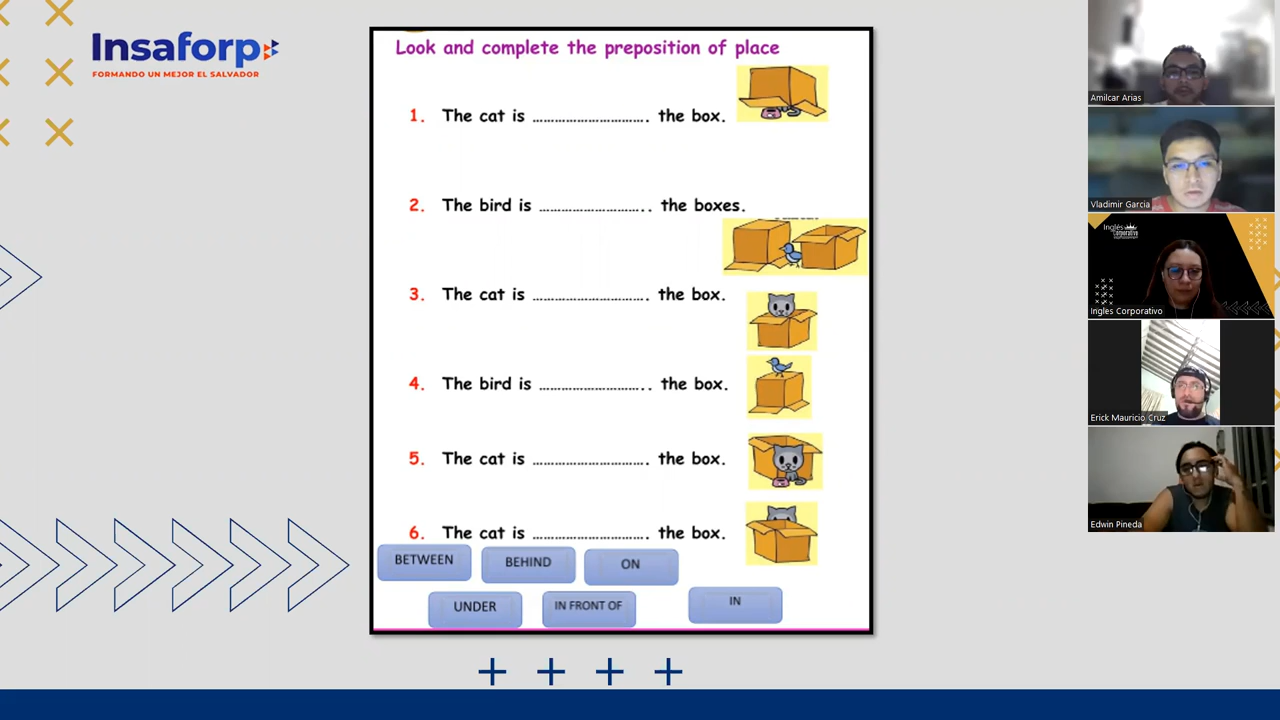 Insaforp
FORMANDO UN MEJOR EL SALVADOR
Look and complete the preposition of place
1. The cat is ................................ the box.
2. The bird is .............................. the boxes.
3. The cat is ................................ the box.
4. The bird is .............................. the box.
5. The cat is ................................ the box.
6. The cat is ................................ the box.
BETWEEN
BEHIND
ON
UNDER
IN FRONT OF
IN
Amilcar Arias
Vladimir Garcia
Inglés
Corporativo
Ingles Corporativo
Erick Mauricio Cruz
Edwin Pineda